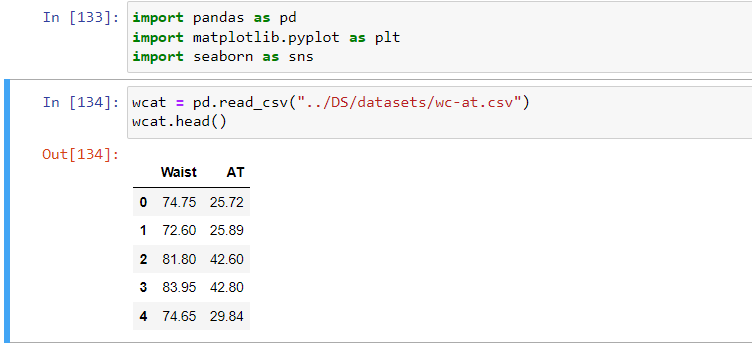 In [133]: import pandas as pd
import matplotlib.pyplot as plt
import seaborn as sns
In [134]: wcat = pd.read_csv("../DS/datasets/wc-at.csv")
wcat.head()
Out[134]:
Waist AT
0 74.75 25.72
1 72.60 25.89
2 81.80 42.60
3 83.95 42.80
4 74.65 29.84